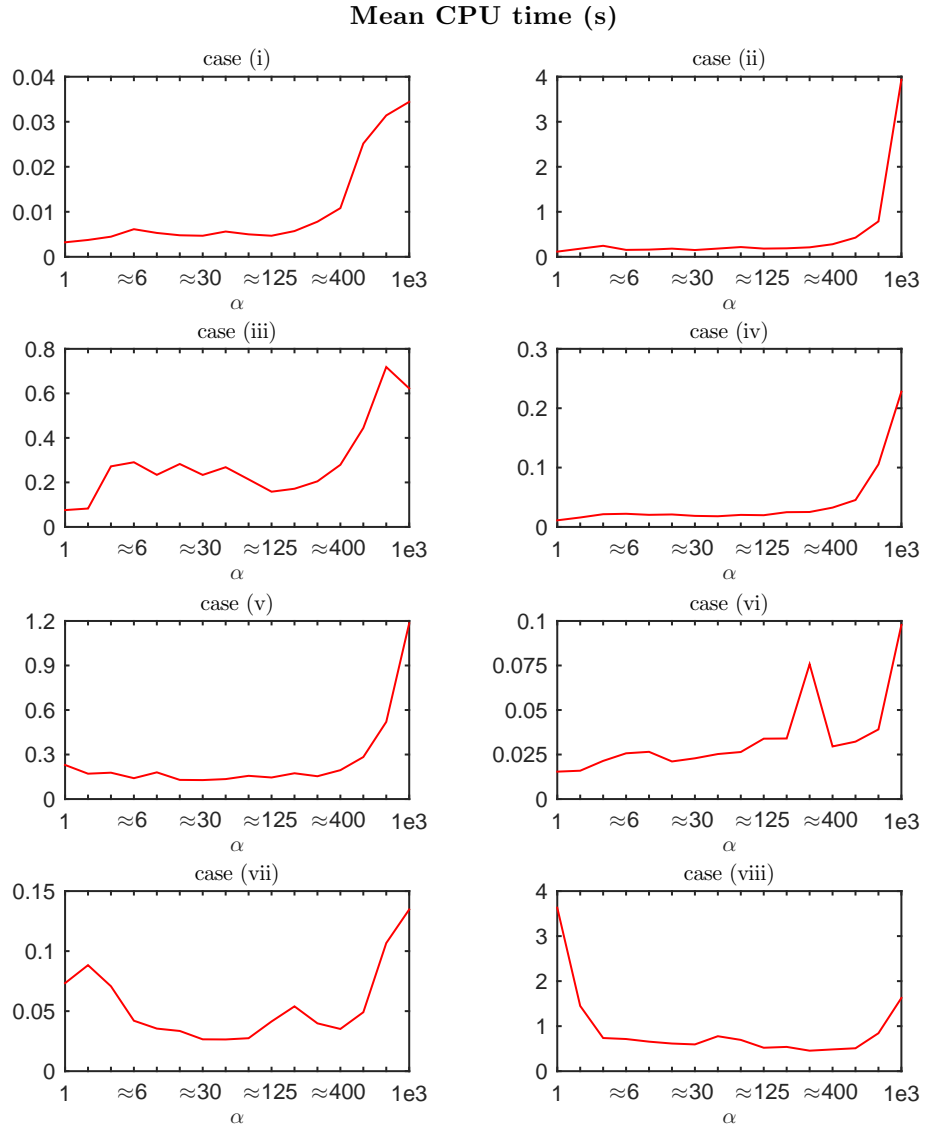 Mean CPU time (s)
case (i)
0.04
0.03
0.02
0.01
0
1 ≈6 ≈30 ≈125 ≈400 1e3
α
case (ii)
4
3
2
1
0
1 ≈6 ≈30 ≈125 ≈400 1e3
α
case (iii)
0.8
0.6
0.4
0.2
0
1 ≈6 ≈30 ≈125 ≈400 1e3
α
case (iv)
0.3
0.2
0.1
0
1 ≈6 ≈30 ≈125 ≈400 1e3
α
case (v)
1.2
0.9
0.6
0.3
0
1 ≈6 ≈30 ≈125 ≈400 1e3
α
case (vi)
0.1
0.075
0.05
0.025
0
1 ≈6 ≈30 ≈125 ≈400 1e3
α
case (vii)
0.15
0.1
0.05
0
1 ≈6 ≈30 ≈125 ≈400 1e3
α
case (viii)
4
3
2
1
0
1 ≈6 ≈30 ≈125 ≈400 1e3
α